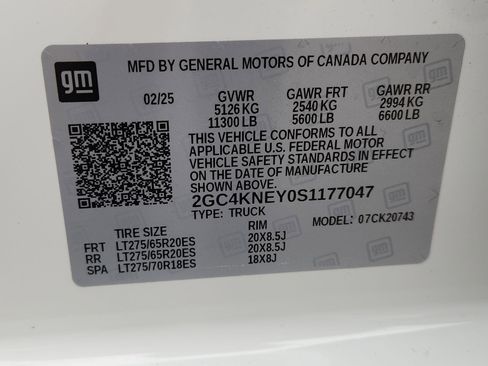 gm
MFD BY GENERAL MOTORS OF CANADA COMPANY
02/25 GVWR GAWR FRT GAWR RR
5126 KG 2540 KG 2994 KG
11300 LB 5600 LB 6600 LB
THIS VEHICLE CONFORMS TO ALL
APPLICABLE U.S. FEDERAL MOTOR
VEHICLE SAFETY STANDARDS IN EFFECT
ON THE DATE OF MANUFACTURE
SHOWN ABOVE.
2GC4KNEY0S1177047
TYPE: TRUCK MODEL: 07CK20743
TIRE SIZE RIM
FRT LT275/65R20ES 20X8.5J
RR LT275/65R20ES 20X8.5J
SPA LT275/70R18ES 18X8J